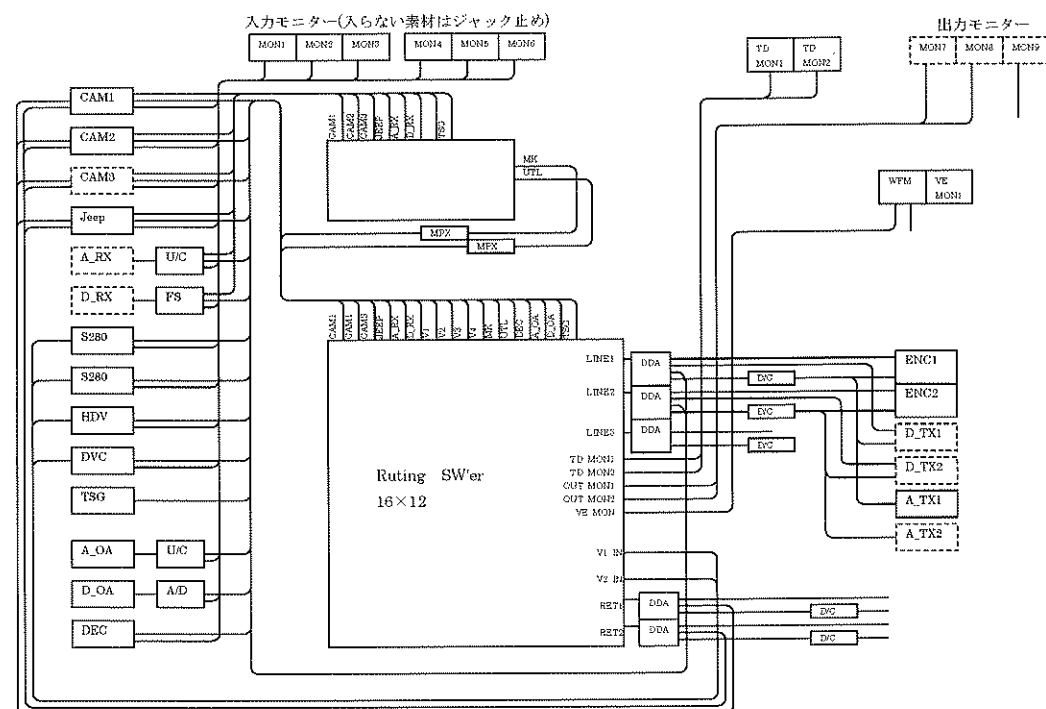 入力モニター(入らない素材はジャック止め)
出力モニター
MON1 MON2 MON3 MON4 MON5 MON6
TD MON1
TD MON2
MON7 MON8 MON9
WFM
VE MON1
CAM1
CAM2
CAM3
Jeep
A_RX U/C
D_RX FS
S280
S280
HDV
DVC
TSG
A_OA U/C
D_OA A/D
DEC
CAM1 CAM2 CAM3 JEEP A_RX D_RX TSG
MK
UTL
MPX
MPX
CAM1 CAM1 CAM3 JEEP A_RX D_RX V1 V2 V3 V4 MK UTL DEC A_OA D_OA TSG
Ruting SW'er
16×12
LINE1 DDA
LINE2 DDA
LINE3 DDA
TD MON1
TD MON2
OUT MON1
OUT MON2
VE MON
V1 IN
V2 IN
RET1 DDA
RET2 DDA
D/C
D/C
D/C
D/C
D/C
ENC1
ENC2
D_TX1
D_TX2
A_TX1
A_TX2